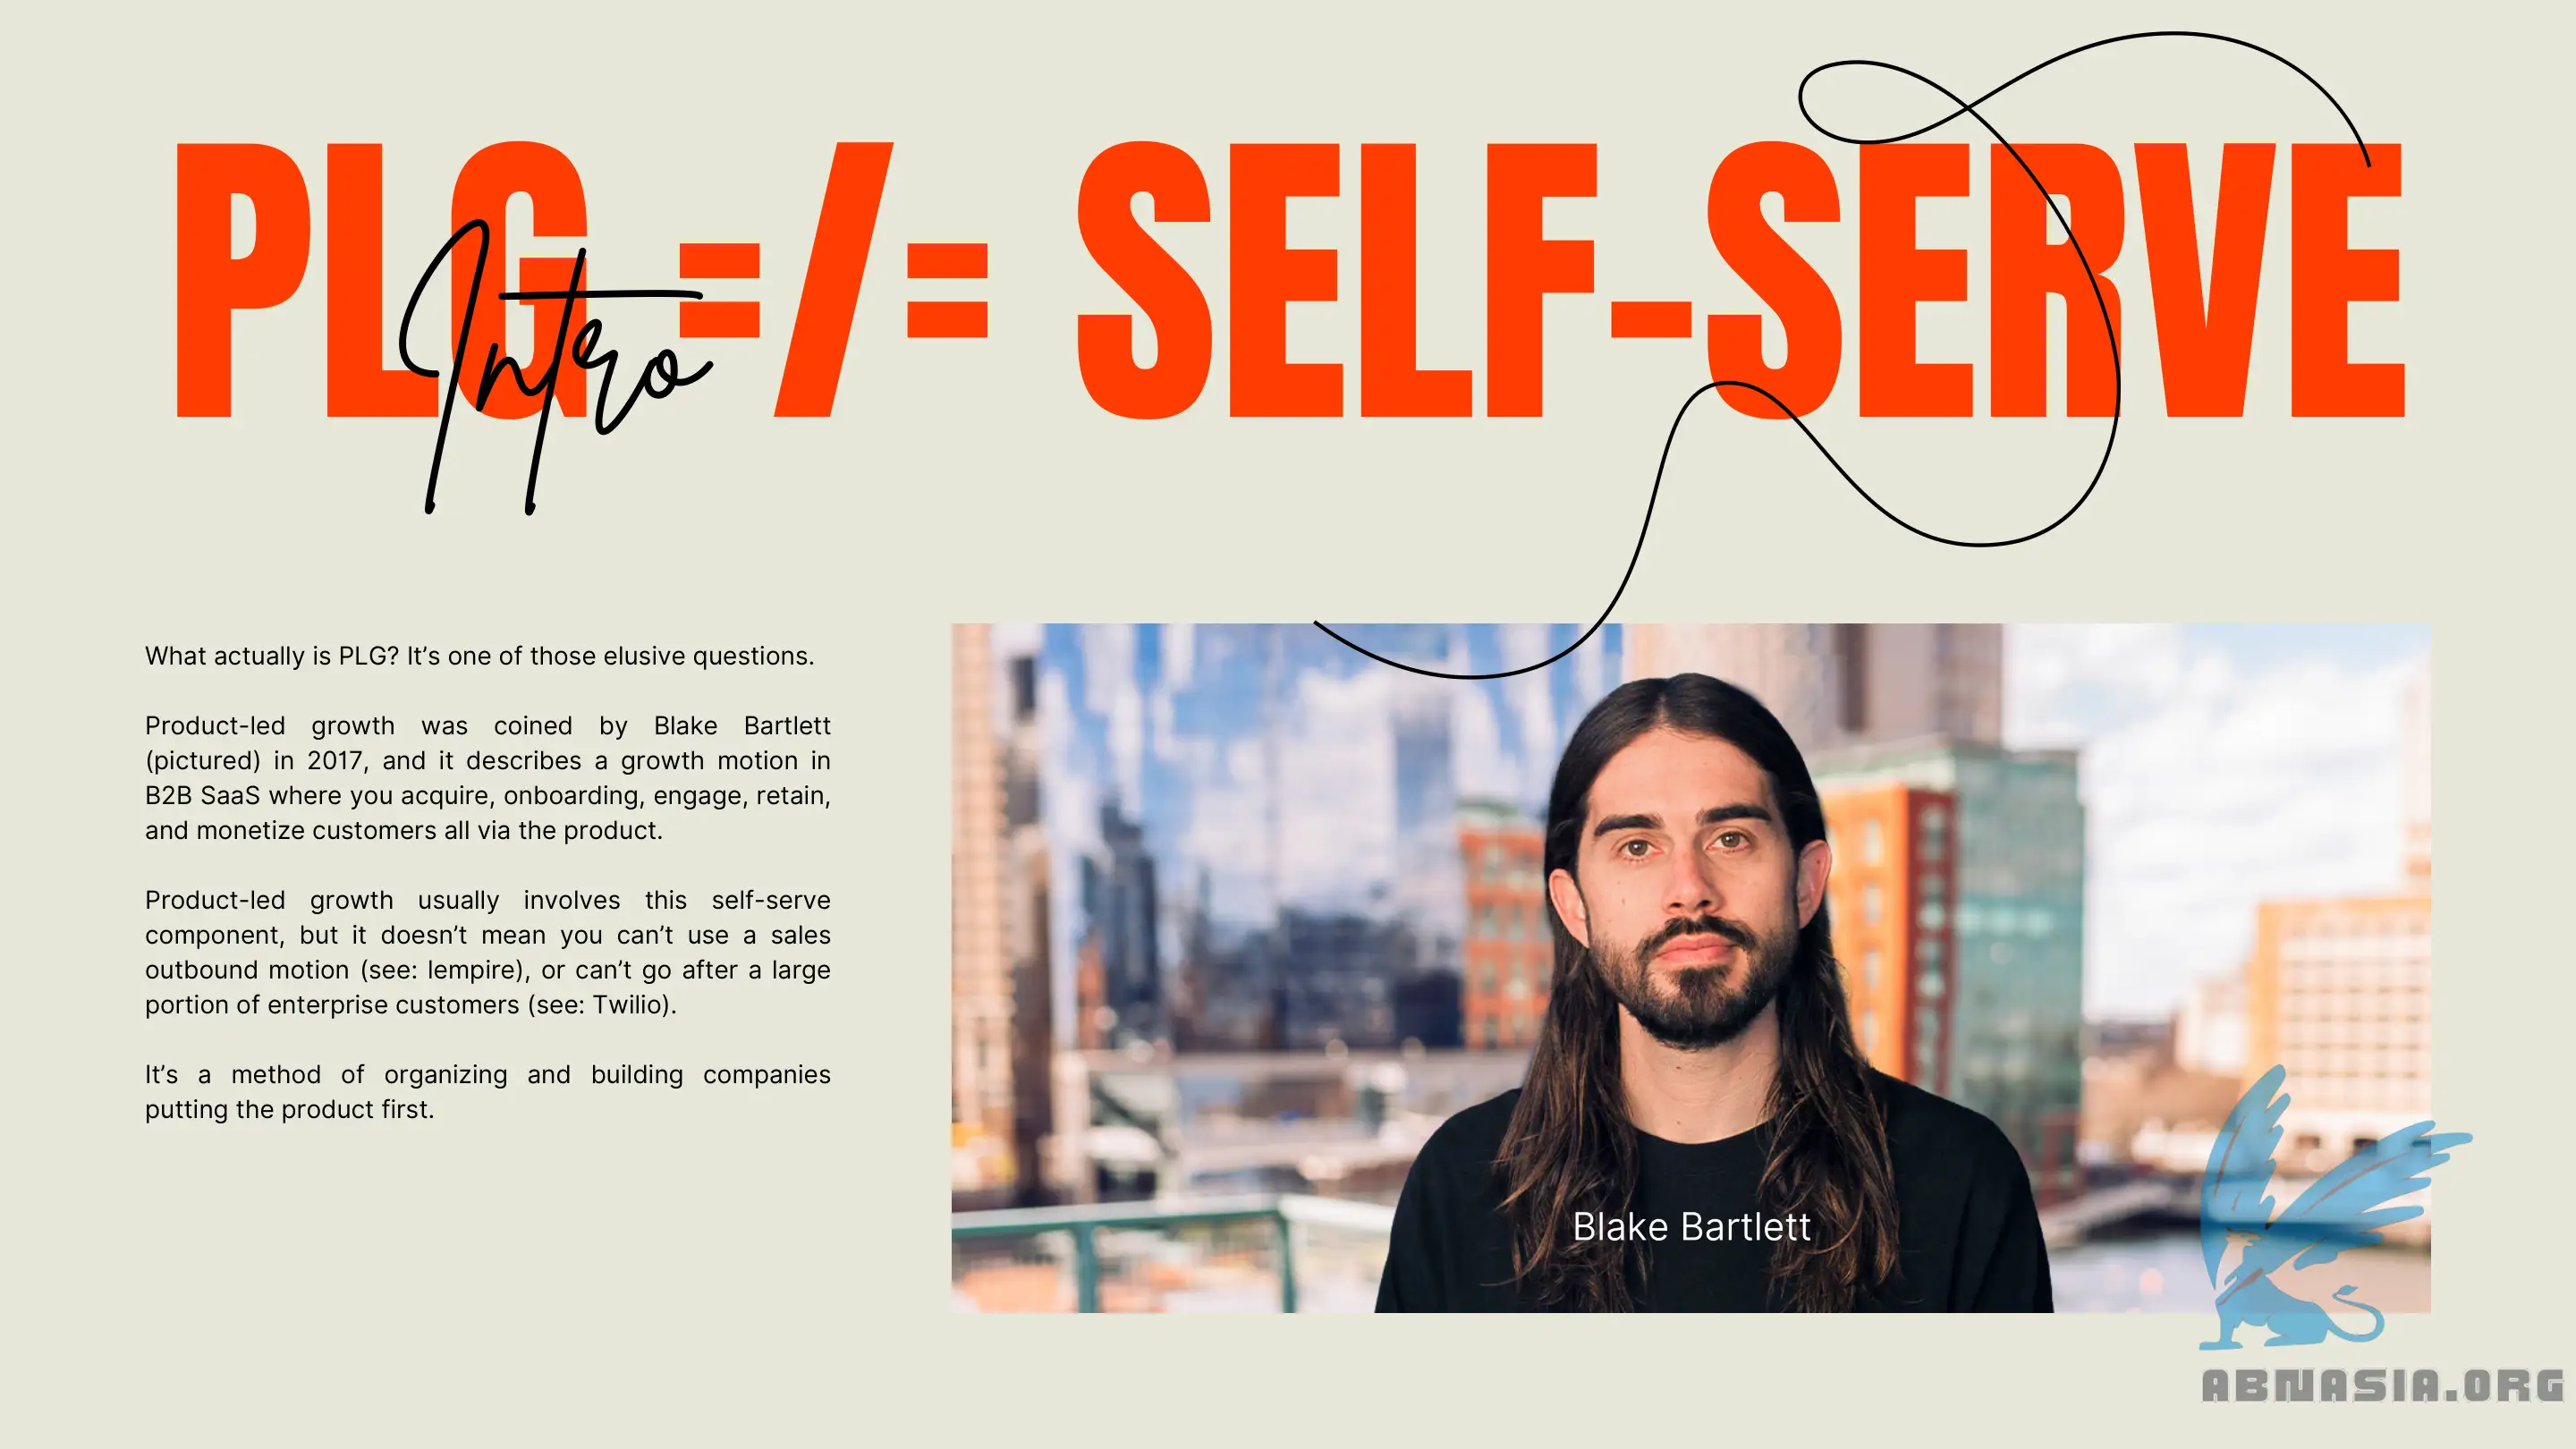 PLG =/= SELF-SERVE
Intro
What actually is PLG? It’s one of those elusive questions.
Product-led growth was coined by Blake Bartlett
(pictured) in 2017, and it describes a growth motion in
B2B SaaS where you acquire, onboarding, engage, retain,
and monetize customers all via the product.
Product-led growth usually involves this self-serve
component, but it doesn’t mean you can’t use a sales
outbound motion (see: lempire), or can’t go after a large
portion of enterprise customers (see: Twilio).
It’s a method of organizing and building companies
putting the product first.
Blake Bartlett
ABNASIA.ORG